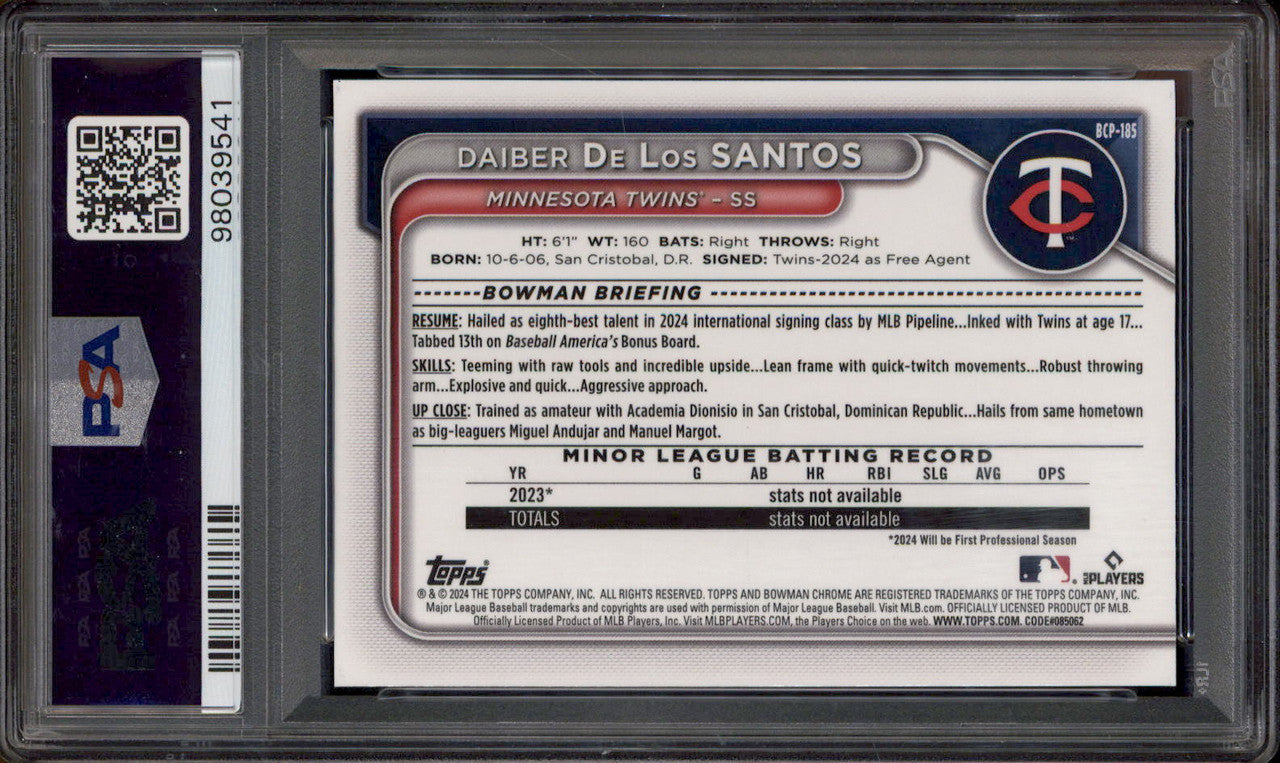 98039541
PSA
BCP-185
DAIBER DE LOS SANTOS
MINNESOTA TWINS® – SS
TC
HT: 6'1" WT: 160 BATS: Right THROWS: Right
BORN: 10-6-06, San Cristobal, D.R. SIGNED: Twins-2024 as Free Agent
BOWMAN BRIEFING
RESUME: Hailed as eighth-best talent in 2024 international signing class by MLB Pipeline...Inked with Twins at age 17...
Tabbed 13th on Baseball America's Bonus Board.
SKILLS: Teeming with raw tools and incredible upside...Lean frame with quick-twitch movements...Robust throwing
arm...Explosive and quick...Aggressive approach.
UP CLOSE: Trained as amateur with Academia Dionisio in San Cristobal, Dominican Republic...Hails from same hometown
as big-leaguers Miguel Andujar and Manuel Margot.
MINOR LEAGUE BATTING RECORD
YR G AB HR RBI SLG AVG OPS
2023* stats not available
TOTALS stats not available
*2024 Will be First Professional Season
Topps®
MLB PLAYERS
® & © 2024 THE TOPPS COMPANY, INC. ALL RIGHTS RESERVED. TOPPS AND BOWMAN CHROME ARE REGISTERED TRADEMARKS OF THE TOPPS COMPANY, INC.
Major League Baseball trademarks and copyrights are used with permission of Major League Baseball. Visit MLB.com. OFFICIALLY LICENSED PRODUCT OF MLB.
Officially Licensed Product of MLB Players, Inc. Visit MLBPLAYERS.COM, the Players Choice on the web. WWW.TOPPS.COM. CODE#085062